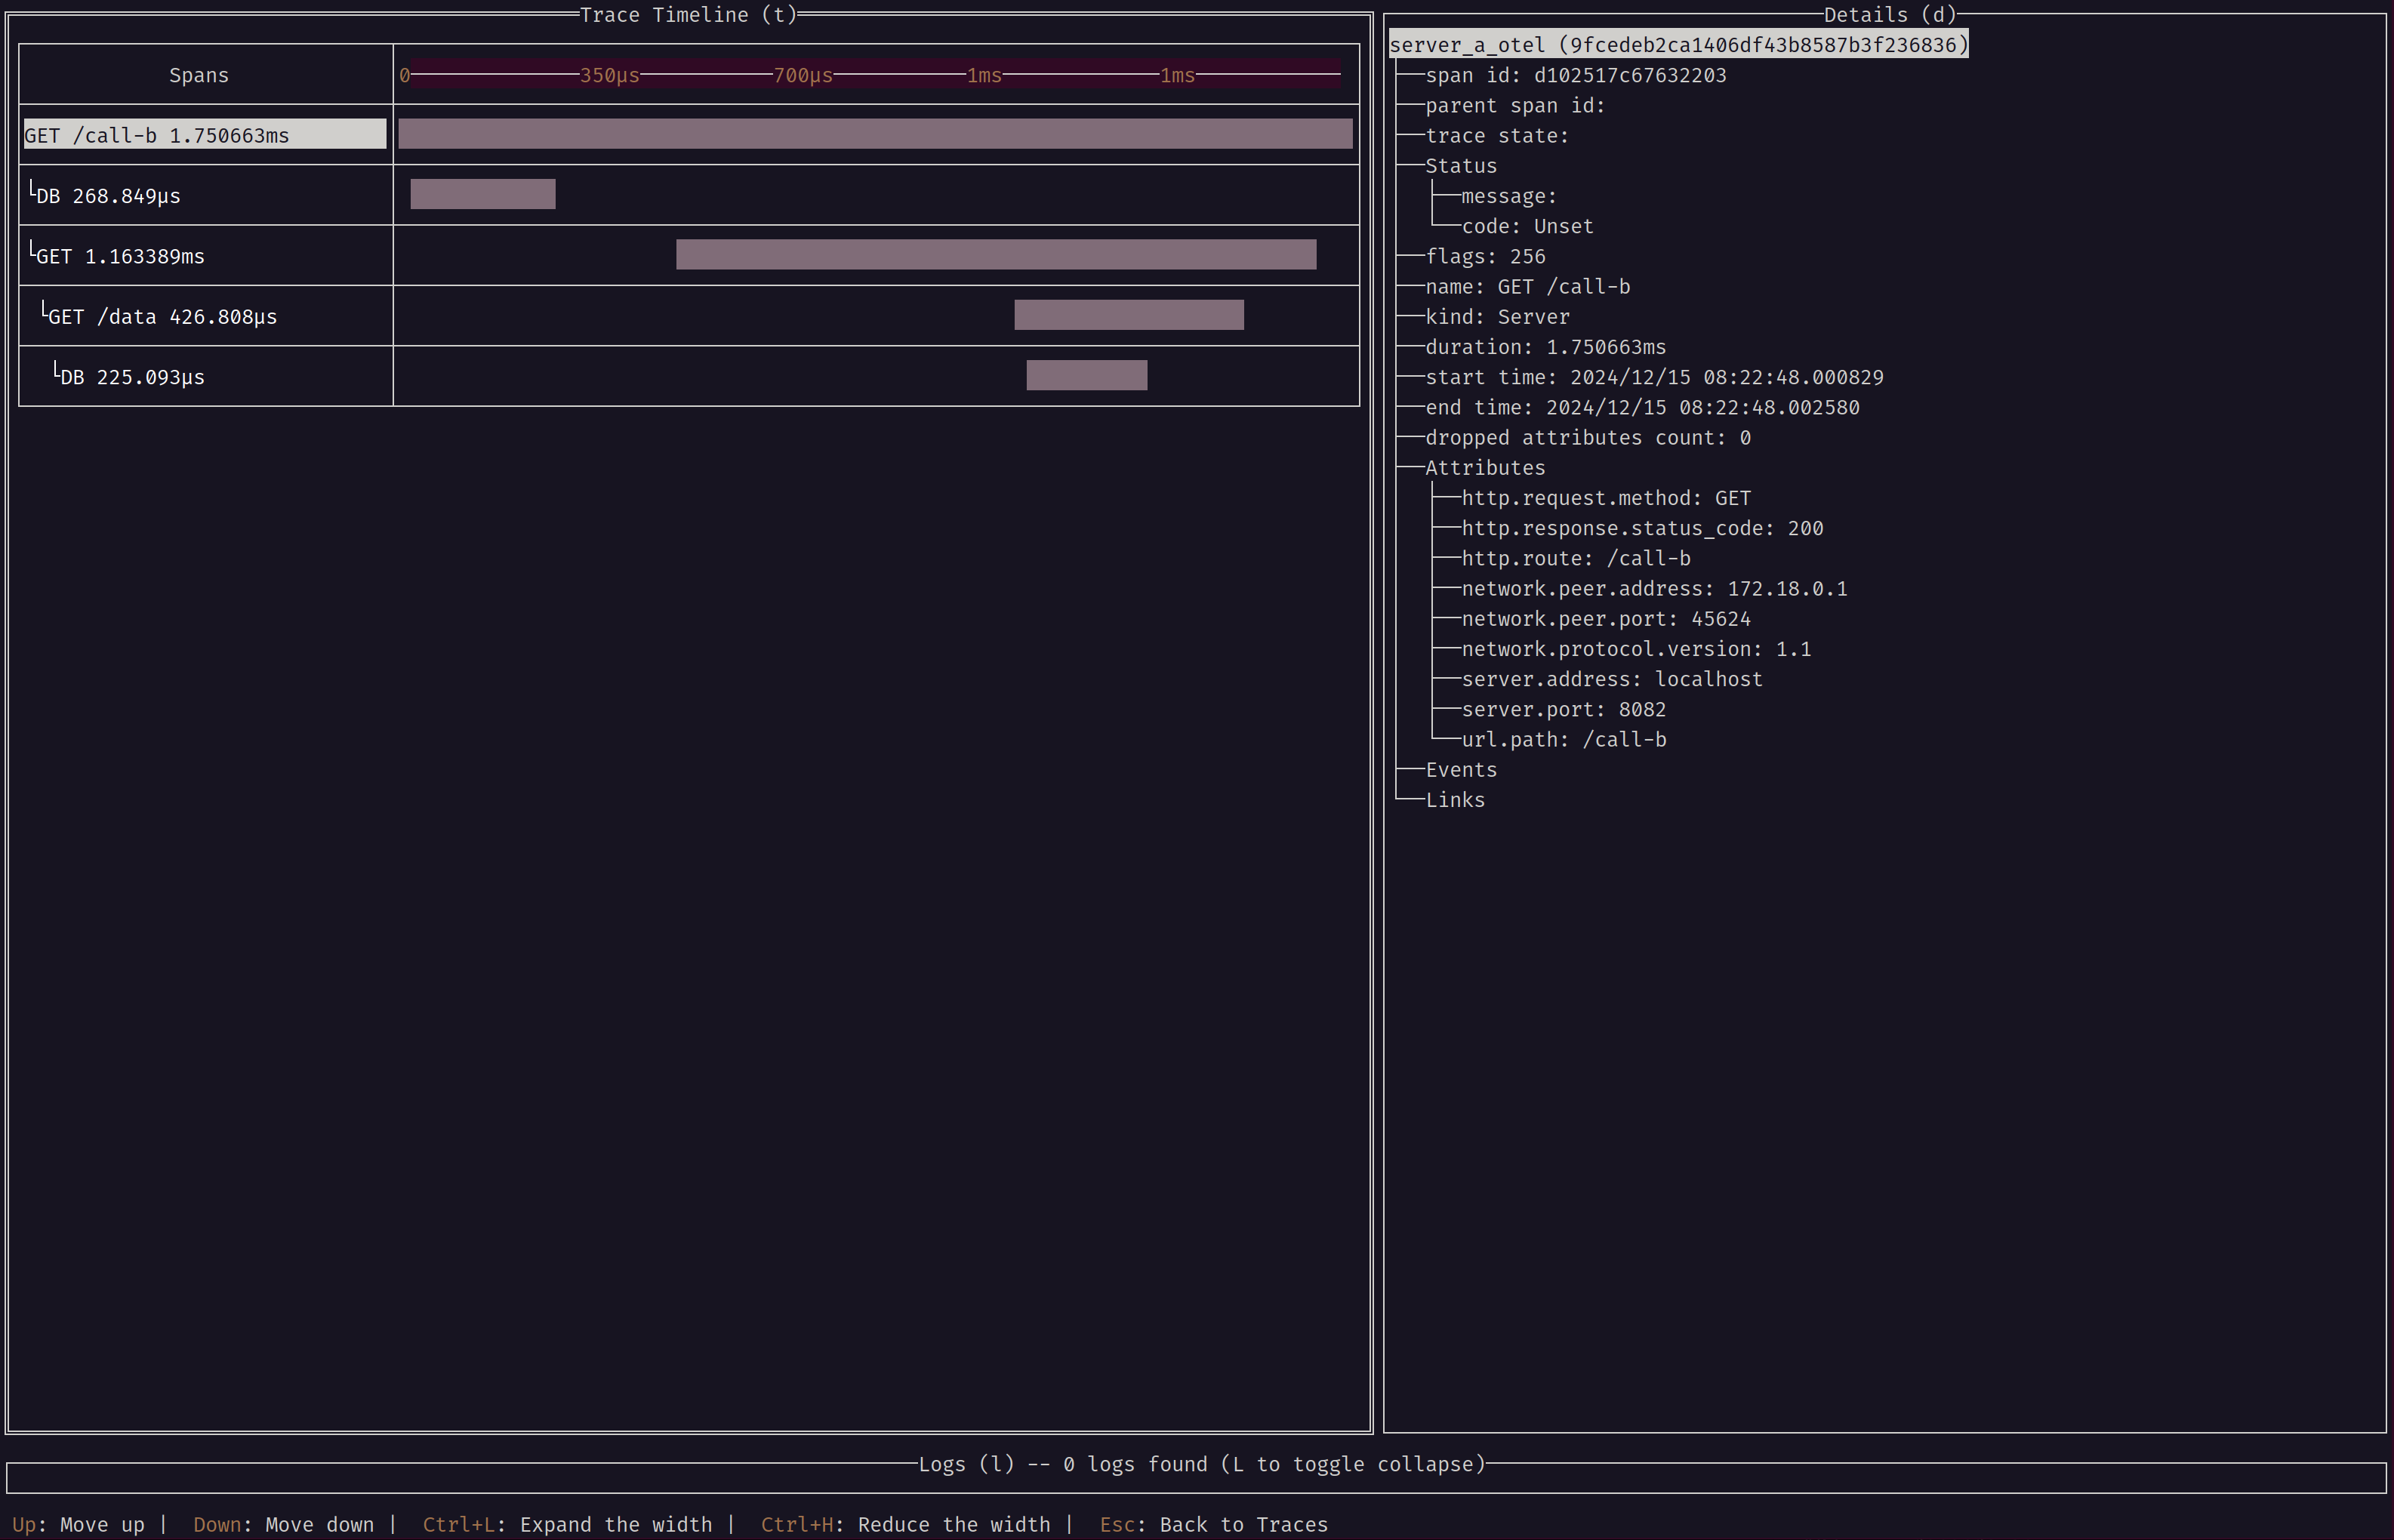 Trace Timeline (t)
Spans
0 350µs 700µs 1ms 1ms
GET /call-b 1.750663ms
DB 268.849µs
GET 1.163389ms
GET /data 426.808µs
DB 225.093µs
Details (d)
server_a_otel (9fcedeb2ca1406df43b8587b3f236836)
span id: d102517c67632203
parent span id:
trace state:
Status
message:
code: Unset
flags: 256
name: GET /call-b
kind: Server
duration: 1.750663ms
start time: 2024/12/15 08:22:48.000829
end time: 2024/12/15 08:22:48.002580
dropped attributes count: 0
Attributes
http.request.method: GET
http.response.status_code: 200
http.route: /call-b
network.peer.address: 172.18.0.1
network.peer.port: 45624
network.protocol.version: 1.1
server.address: localhost
server.port: 8082
url.path: /call-b
Events
Links
Logs (l) -- 0 logs found (L to toggle collapse)
Up: Move up | Down: Move down | Ctrl+L: Expand the width | Ctrl+H: Reduce the width | Esc: Back to Traces